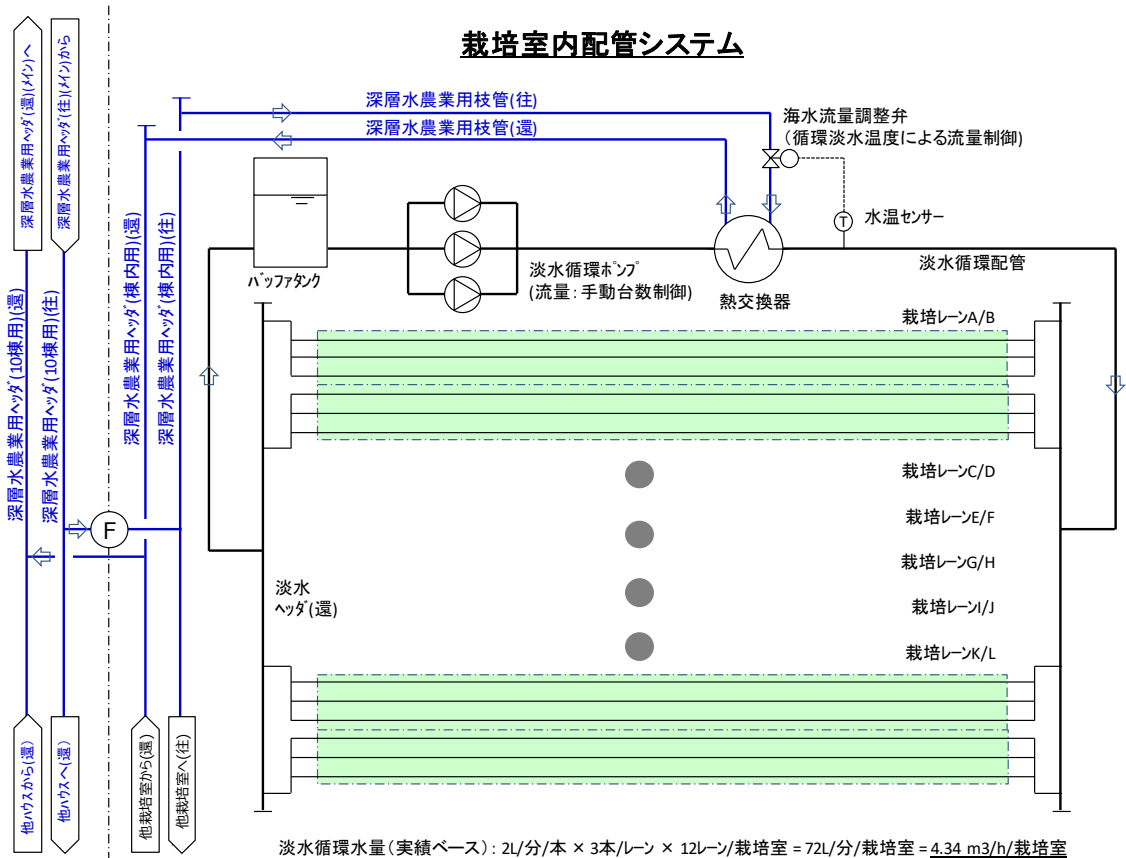 栽培室内配管システム
深層水農業用ヘッダ(還)(メイン)へ
深層水農業用ヘッダ(往)(メイン)から
深層水農業用枝管(往)
深層水農業用枝管(還)
海水流量調整弁
(循環淡水温度による流量制御)
T
水温センサー
バッファタンク
淡水循環ポンプ
(流量：手動台数制御)
熱交換器
淡水循環配管
深層水農業用ヘッダ(10棟用)(還)
深層水農業用ヘッダ(10棟用)(往)
深層水農業用ヘッダ(棟内用)(還)
深層水農業用ヘッダ(棟内用)(往)
栽培レーンA/B
栽培レーンC/D
栽培レーンE/F
栽培レーンG/H
栽培レーンI/J
栽培レーンK/L
F
淡水
ヘッダ(還)
他ハウスから(還)
他ハウスへ(還)
他栽培室から(還)
他栽培室へ(往)
淡水循環水量（実績ベース）：2L/分/本 × 3本/レーン × 12レーン/栽培室 = 72L/分/栽培室 = 4.34 m3/h/栽培室